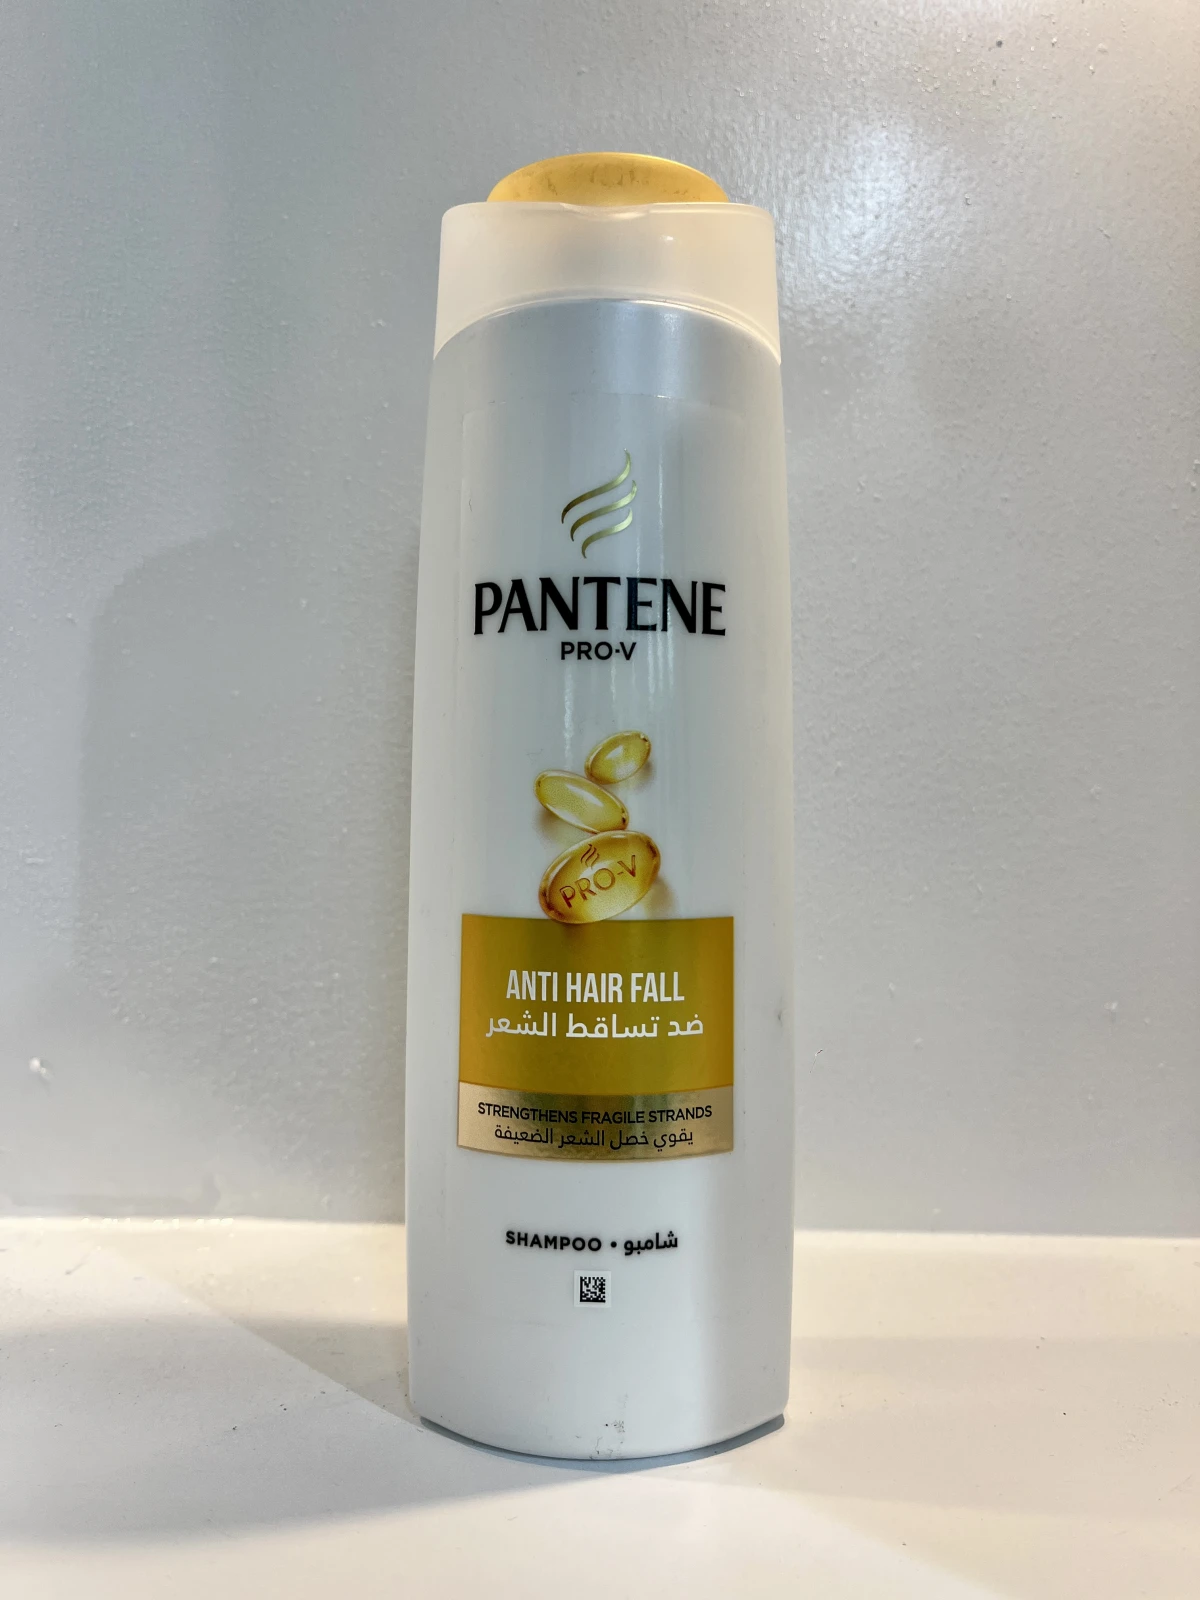 PANTENE
PRO-V
PRO-V
ANTI HAIR FALL
ضد تساقط الشعر
STRENGTHENS FRAGILE STRANDS
يقوي خصل الشعر الضعيفة
SHAMPOO • شامبو